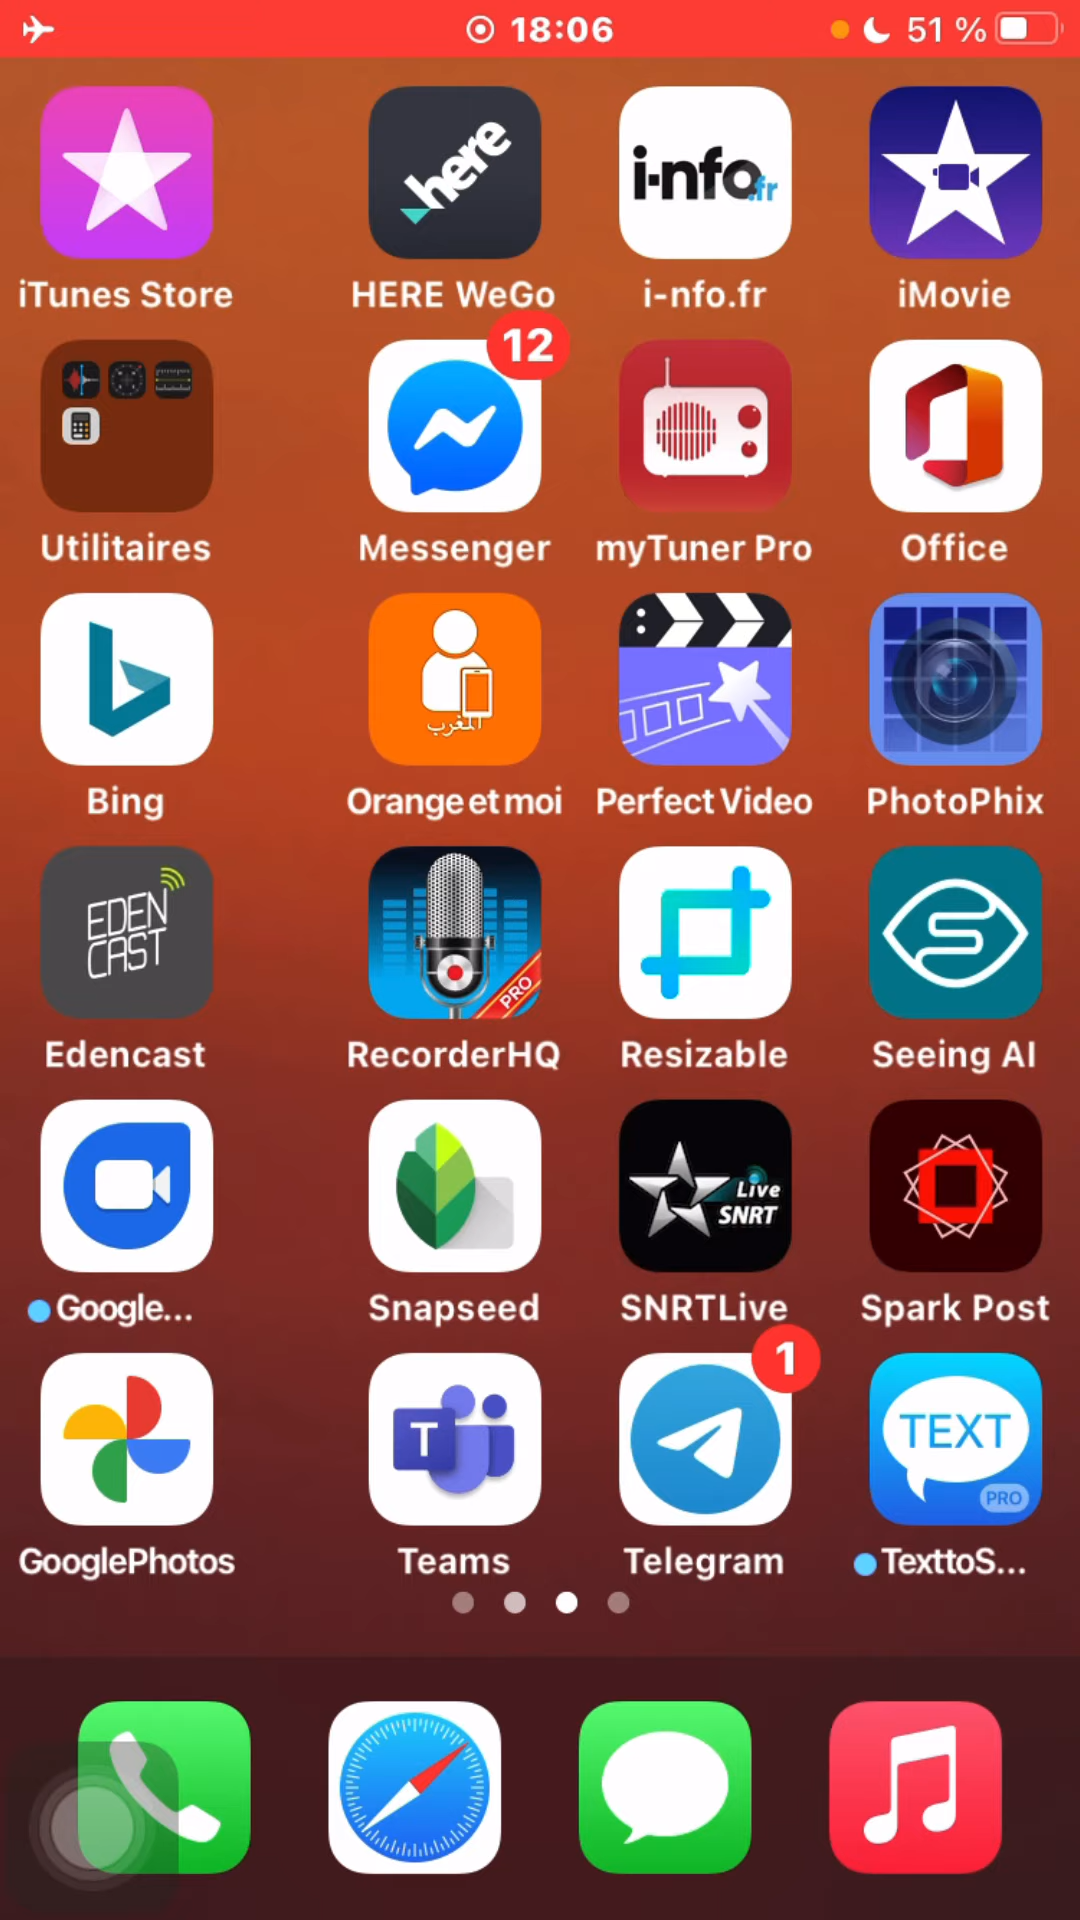 18:06
51 %
here
i-nfo.fr
iTunes Store
HERE WeGo
i-nfo.fr
iMovie
12
Utilitaires
Messenger
myTuner Pro
Office
المغرب
Bing
Orange et moi
Perfect Video
PhotoPhix
EDEN
CAST
PRO
S
Edencast
RecorderHQ
Resizable
Seeing AI
Live
SNRT
Google...
Snapseed
SNRTLive
Spark Post
1
T
TEXT
PRO
GooglePhotos
Teams
Telegram
TexttoS...